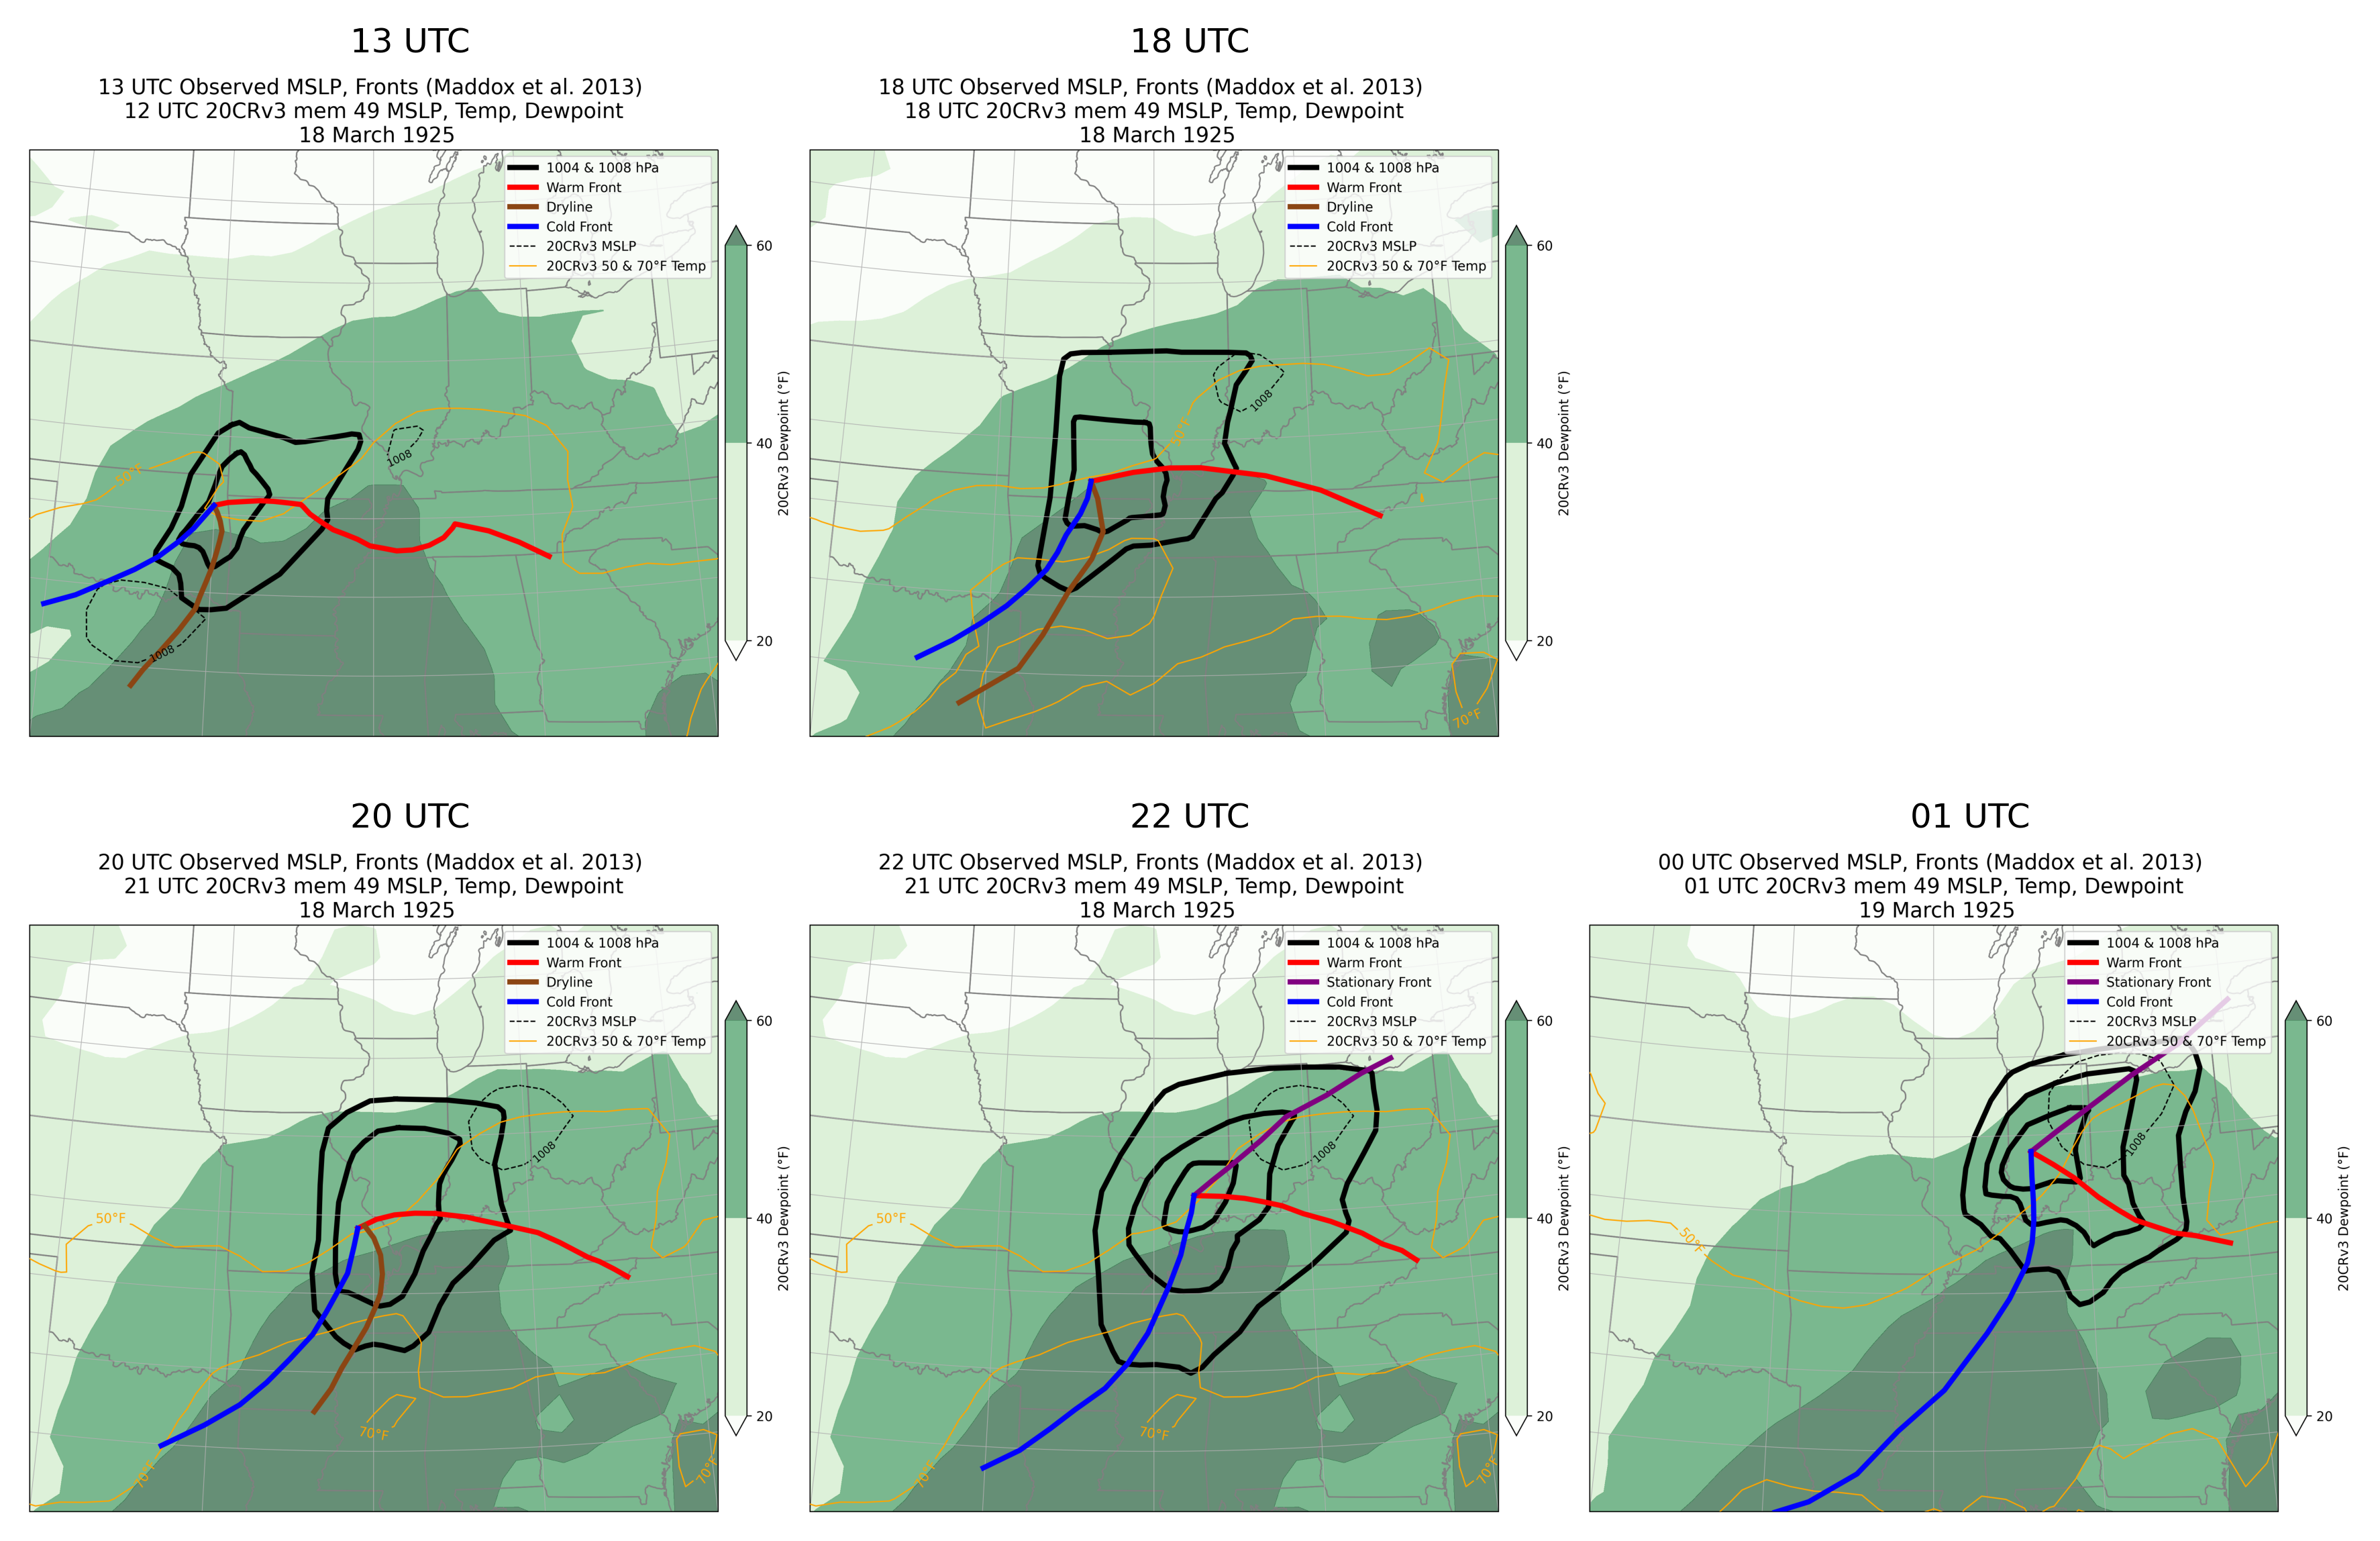 13 UTC
13 UTC Observed MSLP, Fronts (Maddox et al. 2013)
12 UTC 20CRv3 mem 49 MSLP, Temp, Dewpoint
18 March 1925
1004 & 1008 hPa
Warm Front
Dryline
Cold Front
20CRv3 MSLP
20CRv3 50 & 70°F Temp
50°F
1008
1008
60
40
20
20CRv3 Dewpoint (°F)
18 UTC
18 UTC Observed MSLP, Fronts (Maddox et al. 2013)
18 UTC 20CRv3 mem 49 MSLP, Temp, Dewpoint
18 March 1925
1004 & 1008 hPa
Warm Front
Dryline
Cold Front
20CRv3 MSLP
20CRv3 50 & 70°F Temp
1008
50°F
70°F
60
40
20
20CRv3 Dewpoint (°F)
20 UTC
20 UTC Observed MSLP, Fronts (Maddox et al. 2013)
21 UTC 20CRv3 mem 49 MSLP, Temp, Dewpoint
18 March 1925
1004 & 1008 hPa
Warm Front
Dryline
Cold Front
20CRv3 MSLP
20CRv3 50 & 70°F Temp
1008
50°F
70°F
70°F
70°F
60
40
20
20CRv3 Dewpoint (°F)
22 UTC
22 UTC Observed MSLP, Fronts (Maddox et al. 2013)
21 UTC 20CRv3 mem 49 MSLP, Temp, Dewpoint
18 March 1925
1004 & 1008 hPa
Warm Front
Stationary Front
Cold Front
20CRv3 MSLP
20CRv3 50 & 70°F Temp
1008
50°F
70°F
70°F
70°F
60
40
20
20CRv3 Dewpoint (°F)
01 UTC
00 UTC Observed MSLP, Fronts (Maddox et al. 2013)
01 UTC 20CRv3 mem 49 MSLP, Temp, Dewpoint
19 March 1925
1004 & 1008 hPa
Warm Front
Stationary Front
Cold Front
20CRv3 MSLP
20CRv3 50 & 70°F Temp
1008
50°F
60
40
20
20CRv3 Dewpoint (°F)